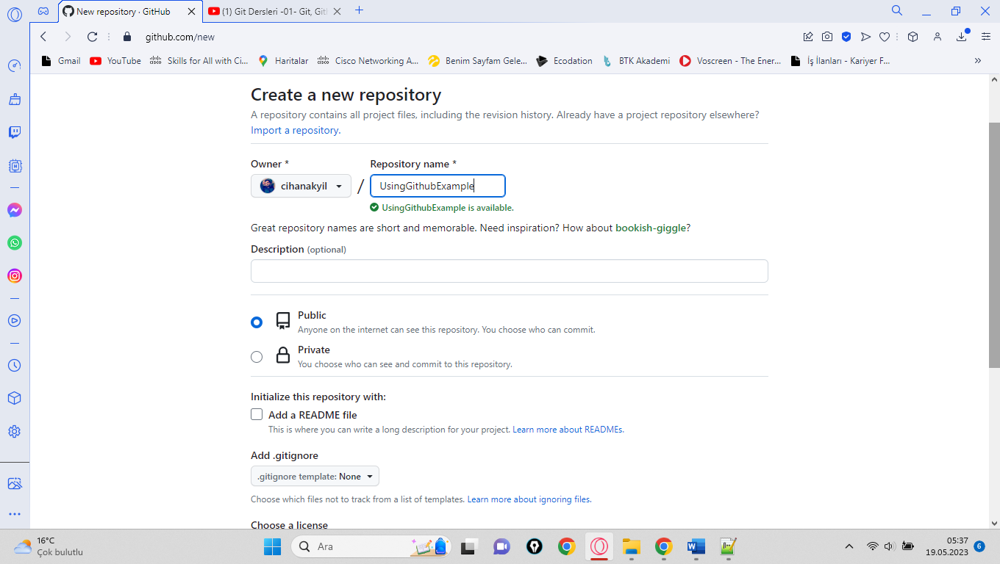 New repository · GitHub
(1) Git Dersleri -01- Git, Git
github.com/new
Gmail
YouTube
Skills for All with Ci...
Haritalar
Cisco Networking A...
Benim Sayfam Gele...
Ecodation
BTK Akademi
Voscreen - The Ener...
İş İlanları - Kariyer F...
Create a new repository
A repository contains all project files, including the revision history. Already have a project repository elsewhere?
Import a repository.
Owner * Repository name *
cihanakyil / UsingGithubExample
UsingGithubExample is available.
Great repository names are short and memorable. Need inspiration? How about bookish-giggle?
Description (optional)
Public
Anyone on the internet can see this repository. You choose who can commit.
Private
You choose who can see and commit to this repository.
Initialize this repository with:
Add a README file
This is where you can write a long description for your project. Learn more about READMEs.
Add .gitignore
.gitignore template: None
Choose which files not to track from a list of templates. Learn more about ignoring files.
Choose a license
16°C
Çok bulutlu
Ara
05:37
19.05.2023
6